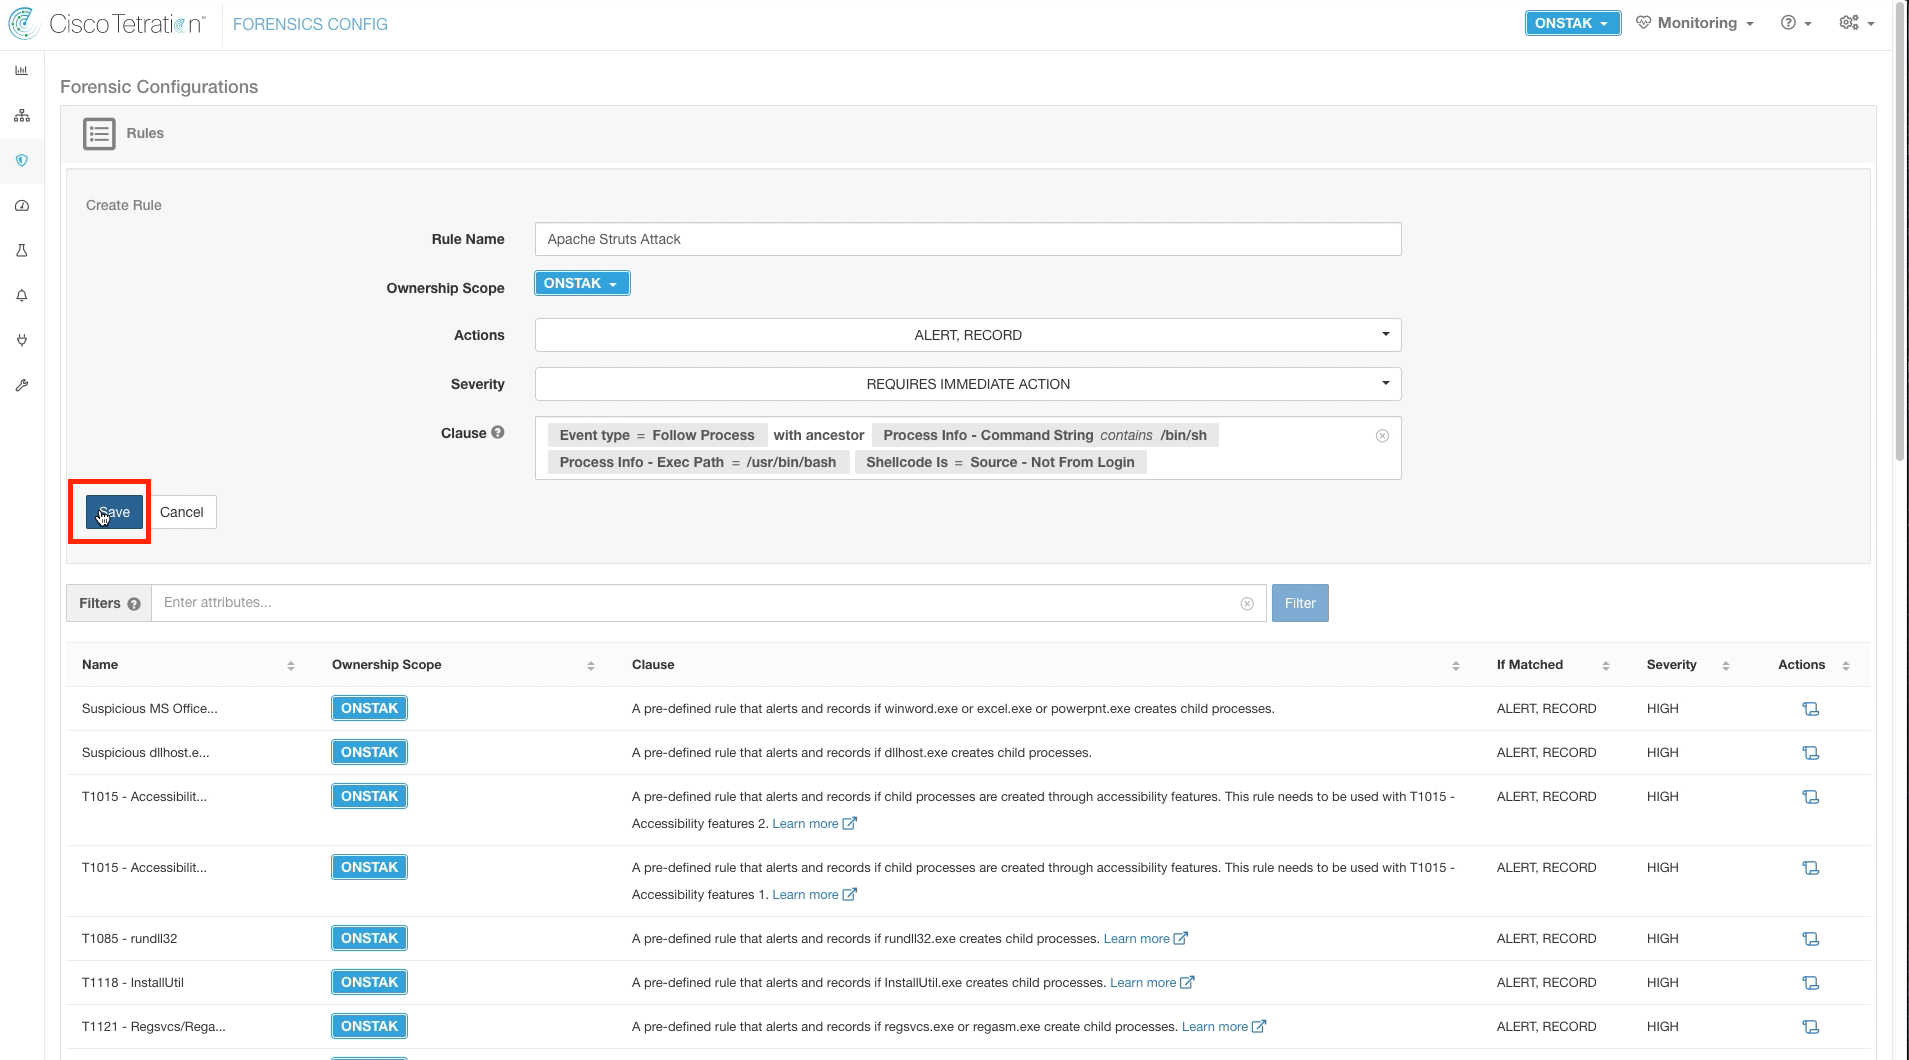 Cisco Tetration™ FORENSICS CONFIG ONSTAK Monitoring
Forensic Configurations
Rules
Create Rule
Rule Name Apache Struts Attack
Ownership Scope ONSTAK
Actions ALERT, RECORD
Severity REQUIRES IMMEDIATE ACTION
Clause Event type = Follow Process with ancestor Process Info - Command String contains /bin/sh
Process Info - Exec Path = /usr/bin/bash Shellcode Is = Source - Not From Login
Save Cancel
Filters Enter attributes... Filter
Name Ownership Scope Clause If Matched Severity Actions
Suspicious MS Office... ONSTAK A pre-defined rule that alerts and records if winword.exe or excel.exe or powerpnt.exe creates child processes. ALERT, RECORD HIGH
Suspicious dllhost.e... ONSTAK A pre-defined rule that alerts and records if dllhost.exe creates child processes. ALERT, RECORD HIGH
T1015 - Accessibilit... ONSTAK A pre-defined rule that alerts and records if child processes are created through accessibility features. This rule needs to be used with T1015 - ALERT, RECORD HIGH
Accessibility features 2. Learn more
T1015 - Accessibilit... ONSTAK A pre-defined rule that alerts and records if child processes are created through accessibility features. This rule needs to be used with T1015 - ALERT, RECORD HIGH
Accessibility features 1. Learn more
T1085 - rundll32 ONSTAK A pre-defined rule that alerts and records if rundll32.exe creates child processes. Learn more ALERT, RECORD HIGH
T1118 - InstallUtil ONSTAK A pre-defined rule that alerts and records if InstallUtil.exe creates child processes. Learn more ALERT, RECORD HIGH
T1121 - Regsvcs/Rega... ONSTAK A pre-defined rule that alerts and records if regsvcs.exe or regasm.exe create child processes. Learn more ALERT, RECORD HIGH